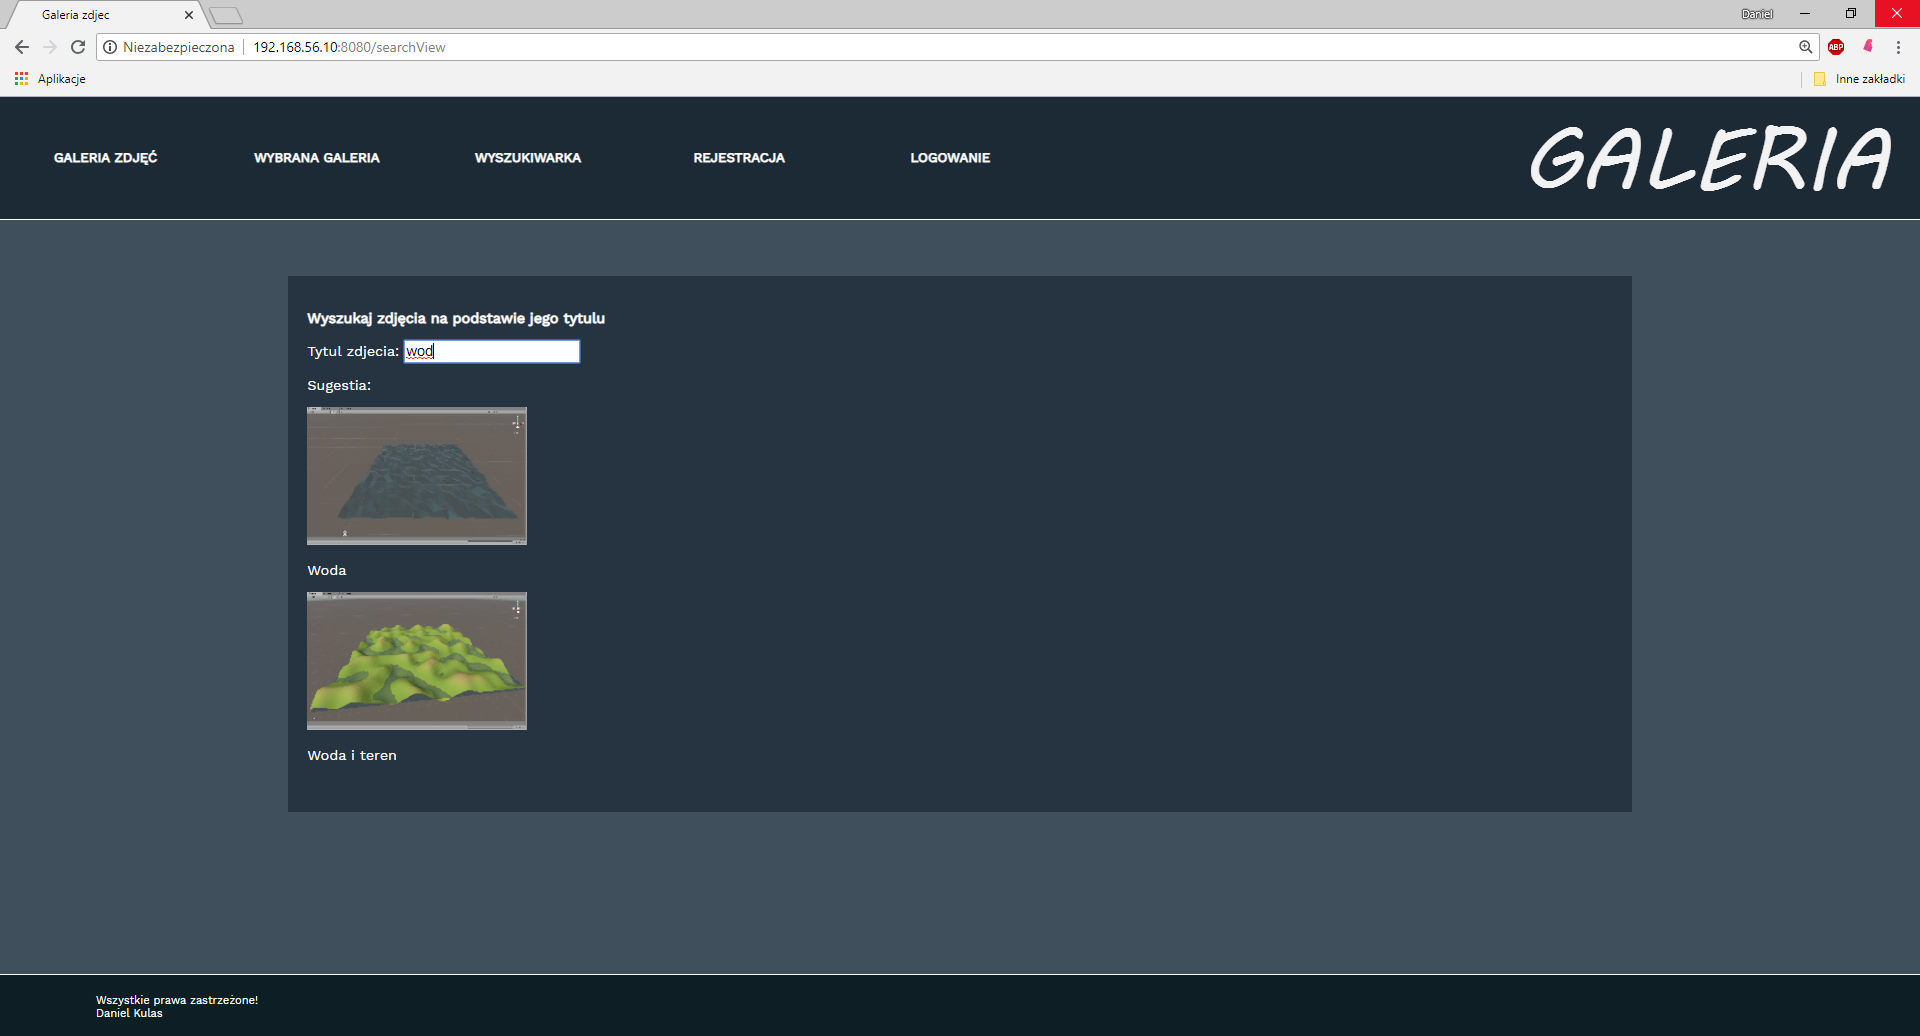 Galeria zdjec
Daniel
Niezabezpieczona 192.168.56.10:8080/searchView
ABP
Aplikacje
Inne zakładki
GALERIA ZDJĘĆ WYBRANA GALERIA WYSZUKIWARKA REJESTRACJA LOGOWANIE
GALERIA
Wyszukaj zdjęcia na podstawie jego tytulu
Tytul zdjecia: wod
Sugestia:
Woda
Woda i teren
Wszystkie prawa zastrzeżone!
Daniel Kulas